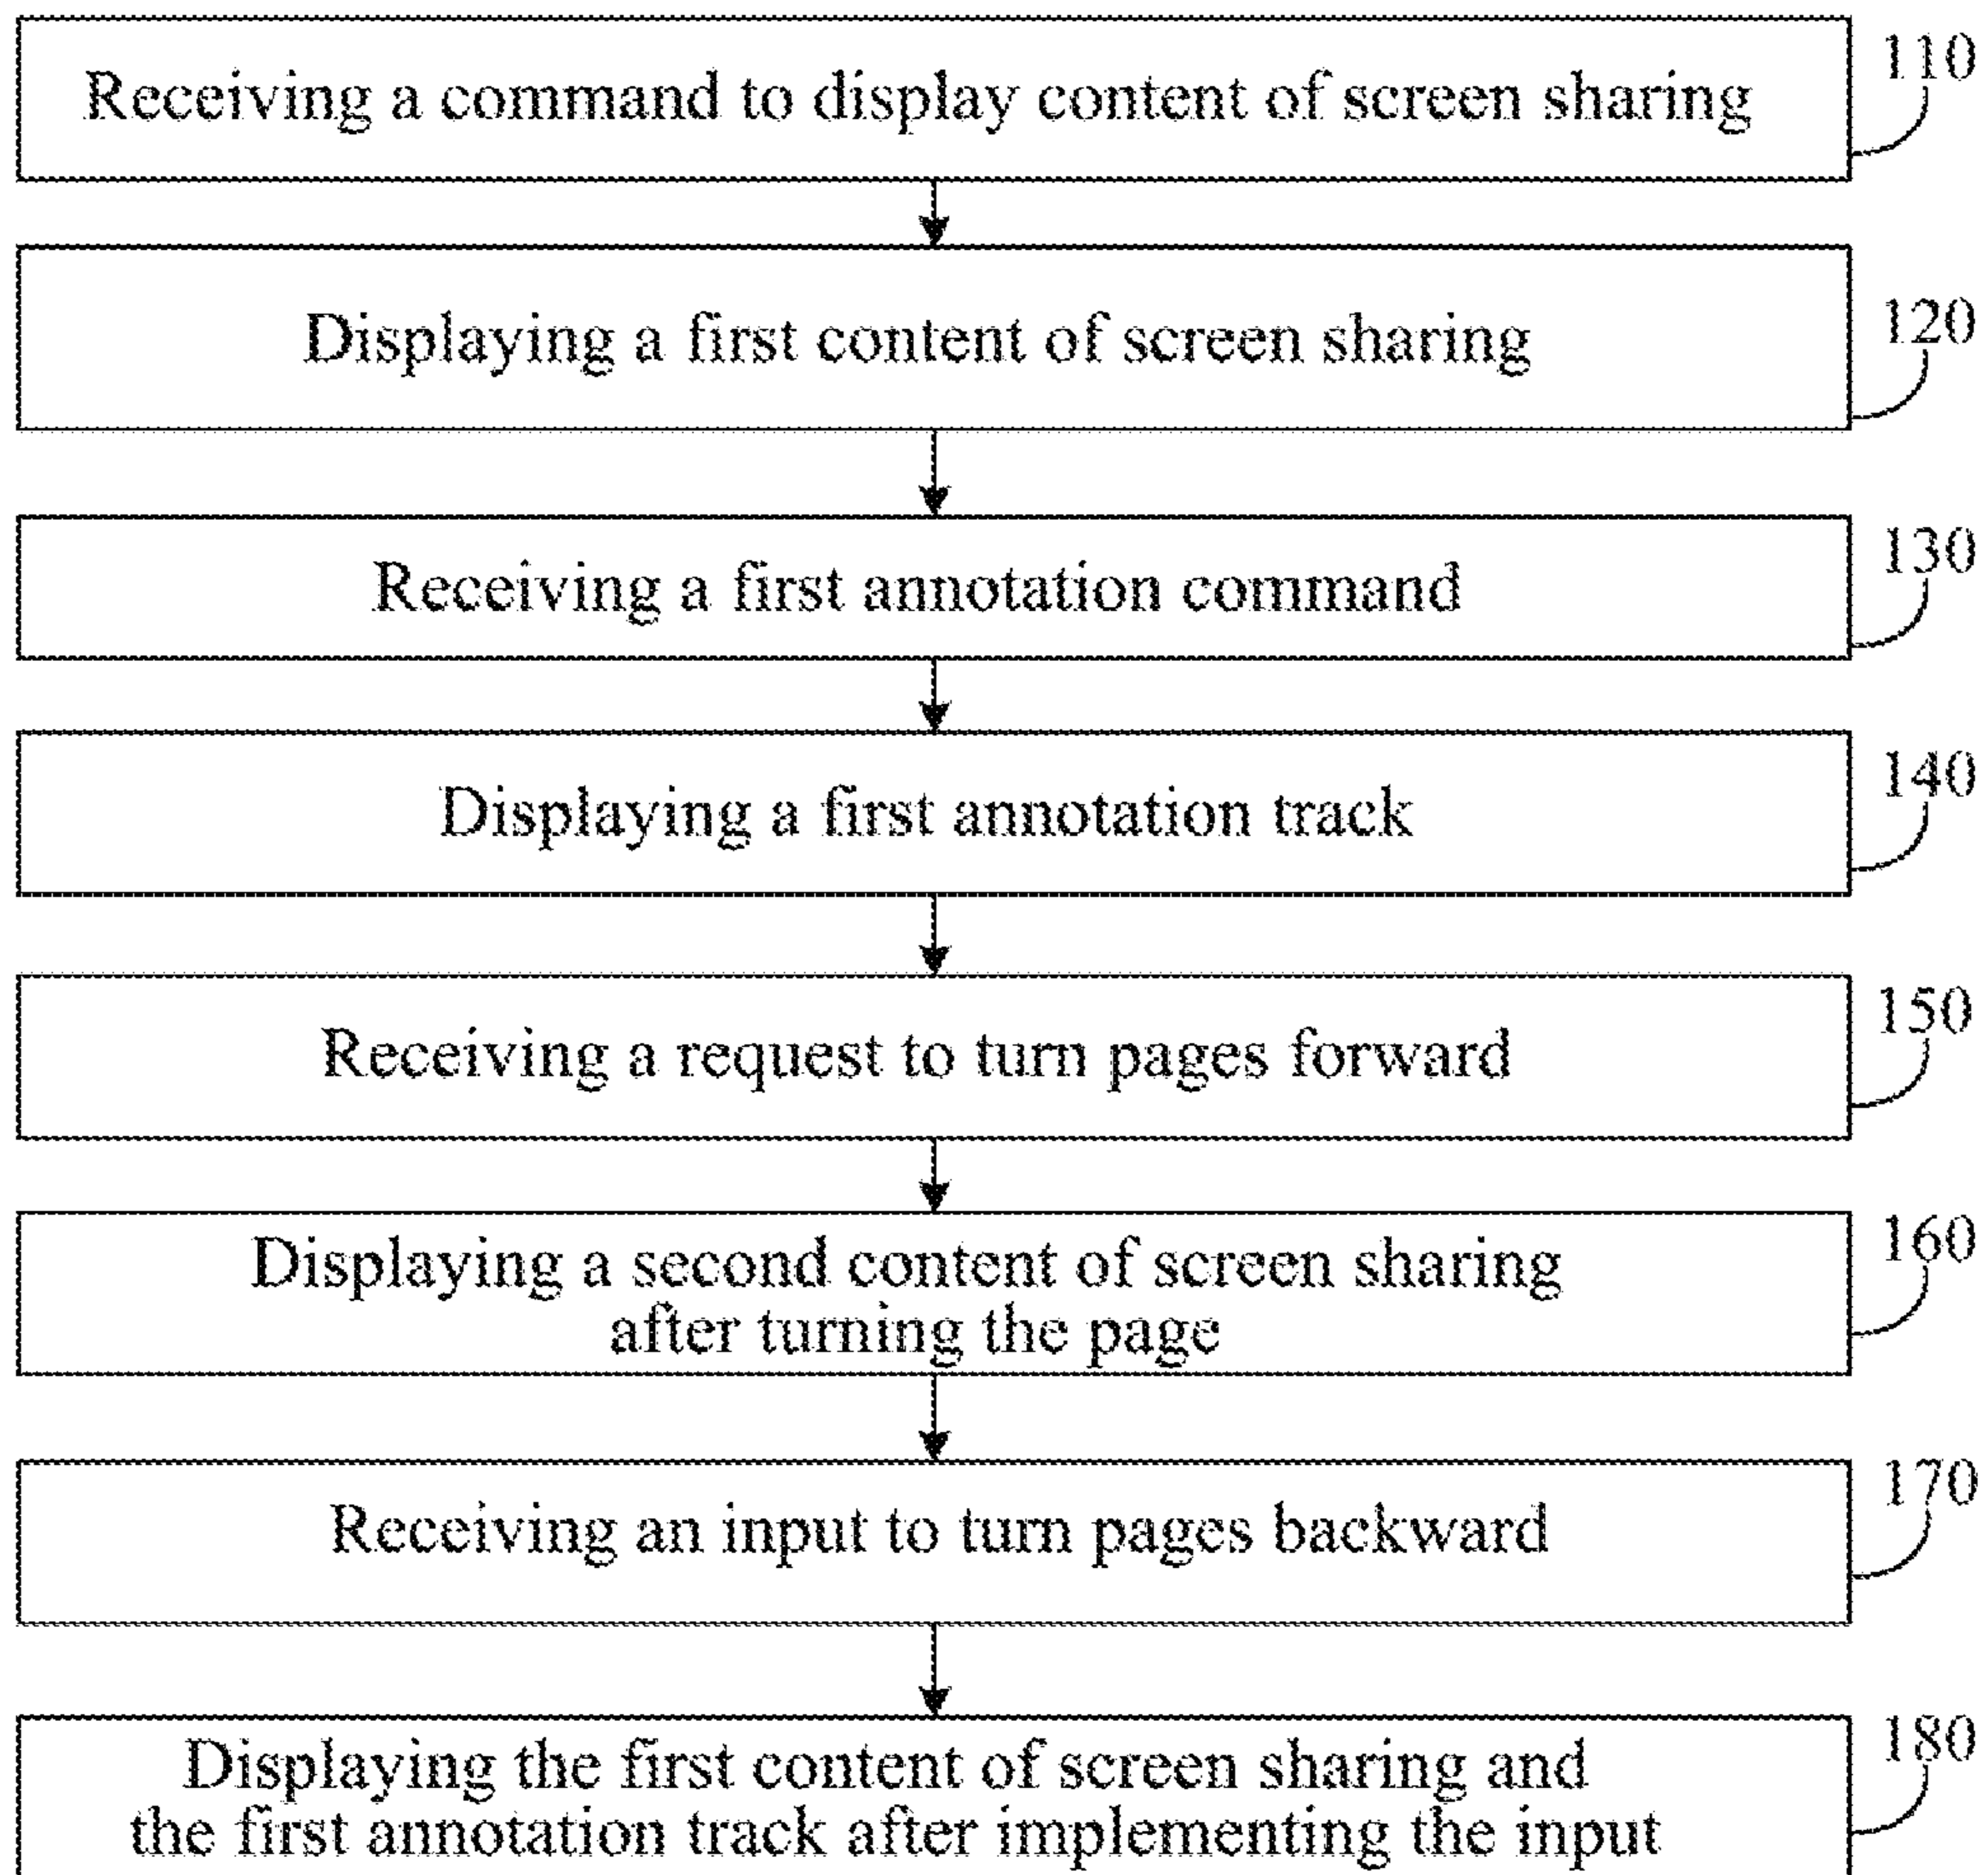 Receiving a command to display content of screen sharing
110
Displaying a first content of screen sharing
120
Receiving a first annotation command
130
Displaying a first annotation track
140
Receiving a request to turn pages forward
150
Displaying a second content of screen sharing
after turning the page
160
Receiving an input to turn pages backward
170
Displaying the first content of screen sharing and
the first annotation track after implementing the input
180